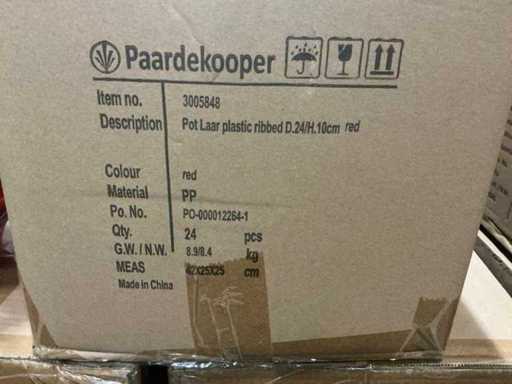 Paardekooper
Item no. 3005848
Description Pot Laar plastic ribbed D.24/H.10cm red
Colour red
Material PP
Po. No. PO-000012264-1
Qty. 24 pcs
G.W. / N.W. 8.9/8.4 kg
MEAS 42X25X25 cm
Made in China